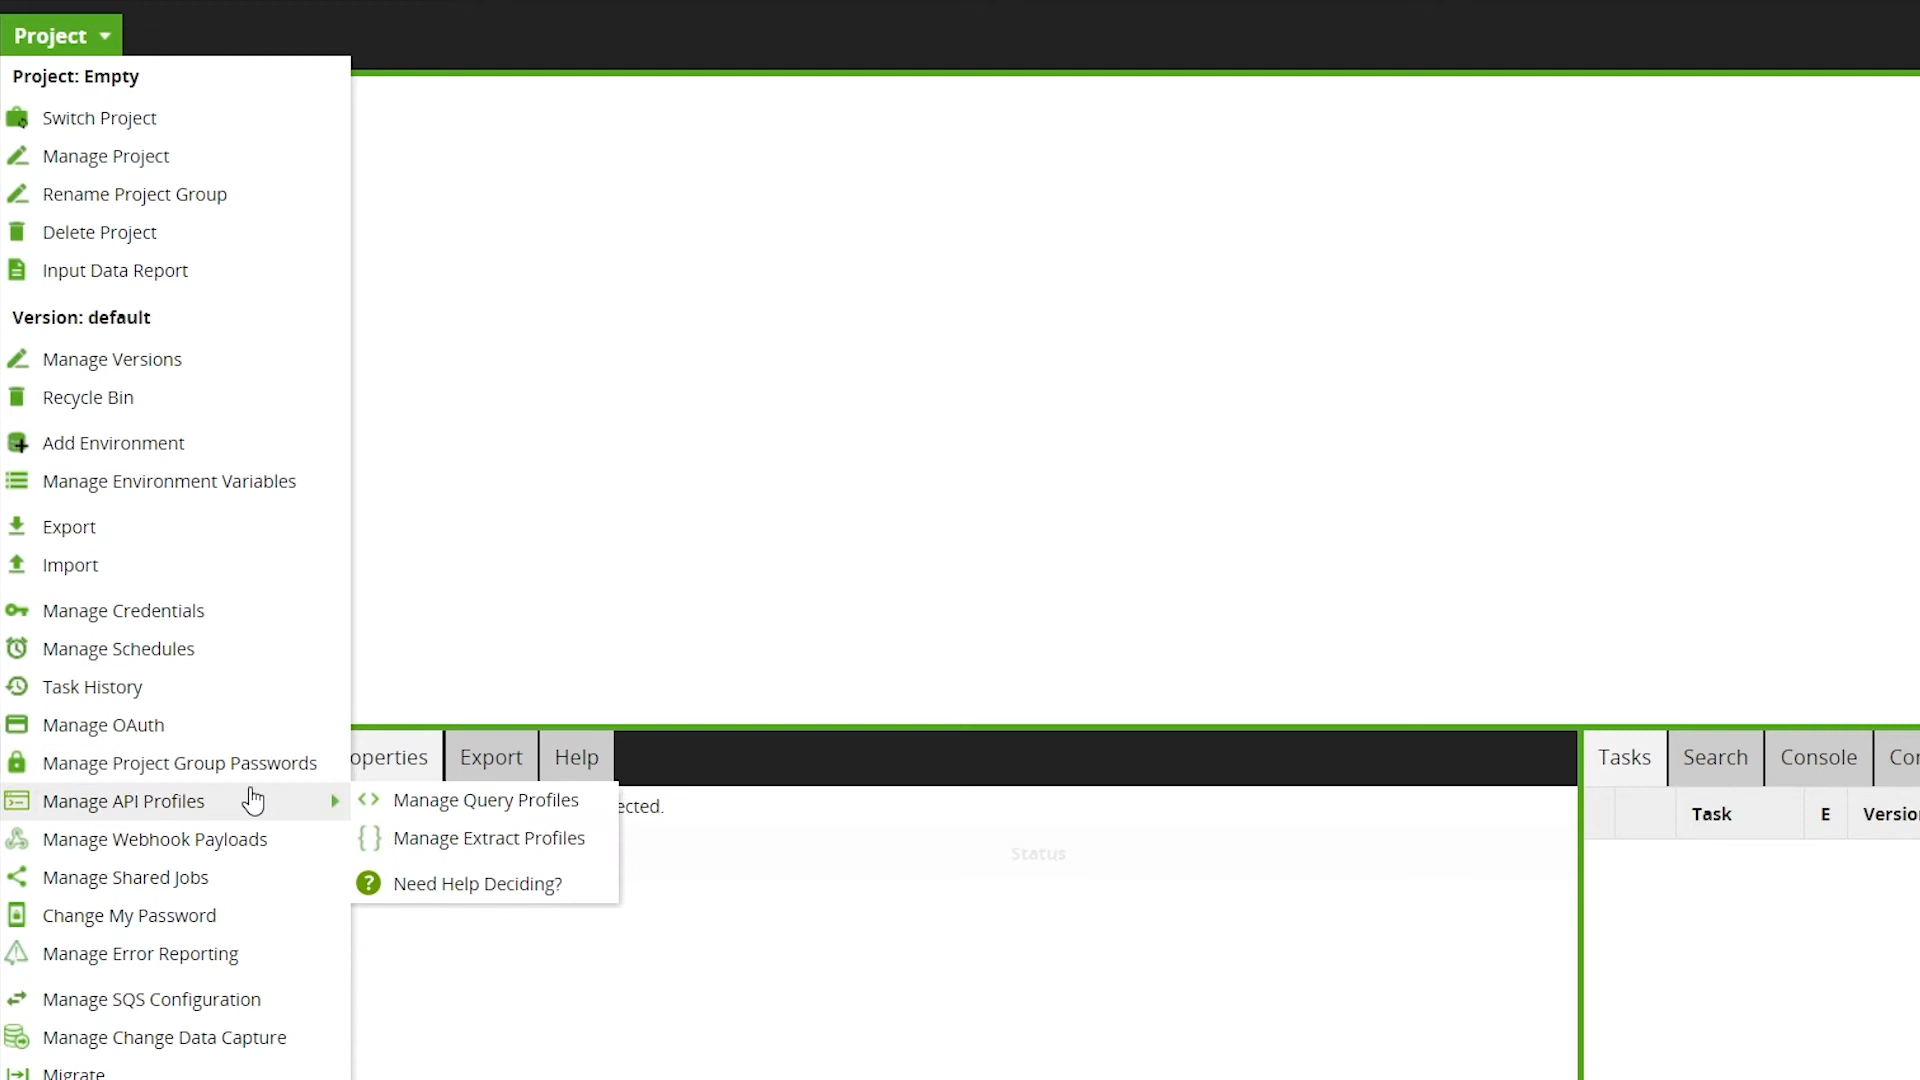 Project
Project: Empty
Switch Project
Manage Project
Rename Project Group
Delete Project
Input Data Report
Version: default
Manage Versions
Recycle Bin
Add Environment
Manage Environment Variables
Export
Import
Manage Credentials
Manage Schedules
Task History
Manage OAuth
Manage Project Group Passwords
Manage API Profiles
Manage Webhook Payloads
Manage Shared Jobs
Change My Password
Manage Error Reporting
Manage SQS Configuration
Manage Change Data Capture
Migrate
operties Export Help
Manage Query Profiles
Manage Extract Profiles
Need Help Deciding?
ected.
Status
Tasks Search Console Cor
Task E Versio